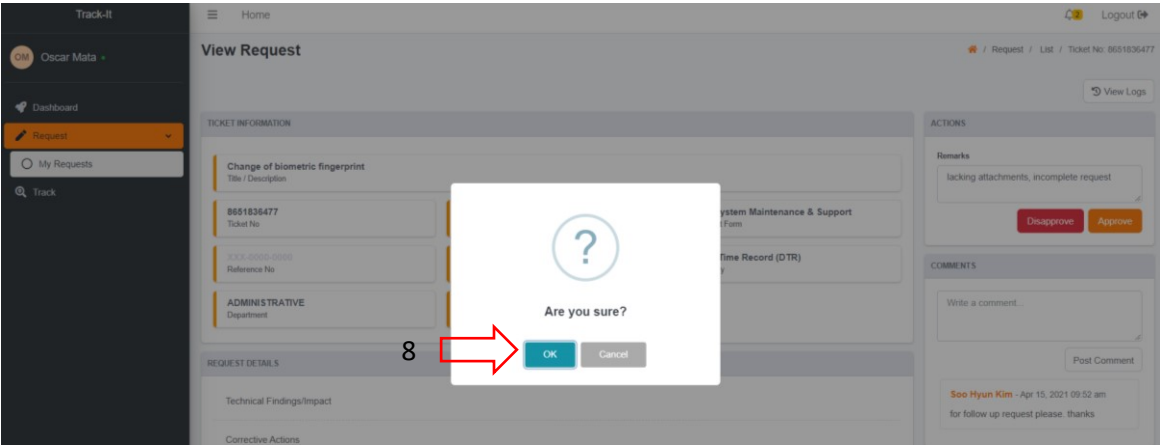 Track-It
Home
2
Logout
OM
Oscar Mata
Dashboard
Request
My Requests
Track
View Request
/ Request / List / Ticket No: 8651836477
View Logs
TICKET INFORMATION
Change of biometric fingerprint
Title / Description
8651836477
Ticket No
ystem Maintenance & Support
Form
XXX-0000-0000
Reference No
Time Record (DTR)
ADMINISTRATIVE
Department
?
Are you sure?
8
OK
Cancel
REQUEST DETAILS
Technical Findings/Impact
Corrective Actions
ACTIONS
Remarks
lacking attachments, incomplete request
Disapprove
Approve
COMMENTS
Write a comment...
Post Comment
Soo Hyun Kim - Apr 15, 2021 09:52 am
for follow up request please. thanks